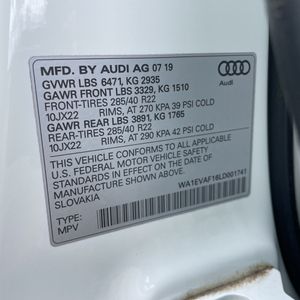 MFD. BY AUDI AG 07 19
GVWR LBS 6471, KG 2935
GAWR FRONT LBS 3329, KG 1510
FRONT-TIRES 285/40 R22
10JX22 RIMS, AT 270 KPA 39 PSI COLD
GAWR REAR LBS 3891, KG 1765
REAR-TIRES 285/40 R22
10JX22 RIMS, AT 290 KPA 42 PSI COLD
THIS VEHICLE CONFORMS TO ALL APPLICABLE
U.S. FEDERAL MOTOR VEHICLE SAFETY
STANDARDS IN EFFECT ON THE DATE OF
MANUFACTURE SHOWN ABOVE
SLOVAKIA
WA1EVAF16LD001741
TYPE:
MPV
Audi